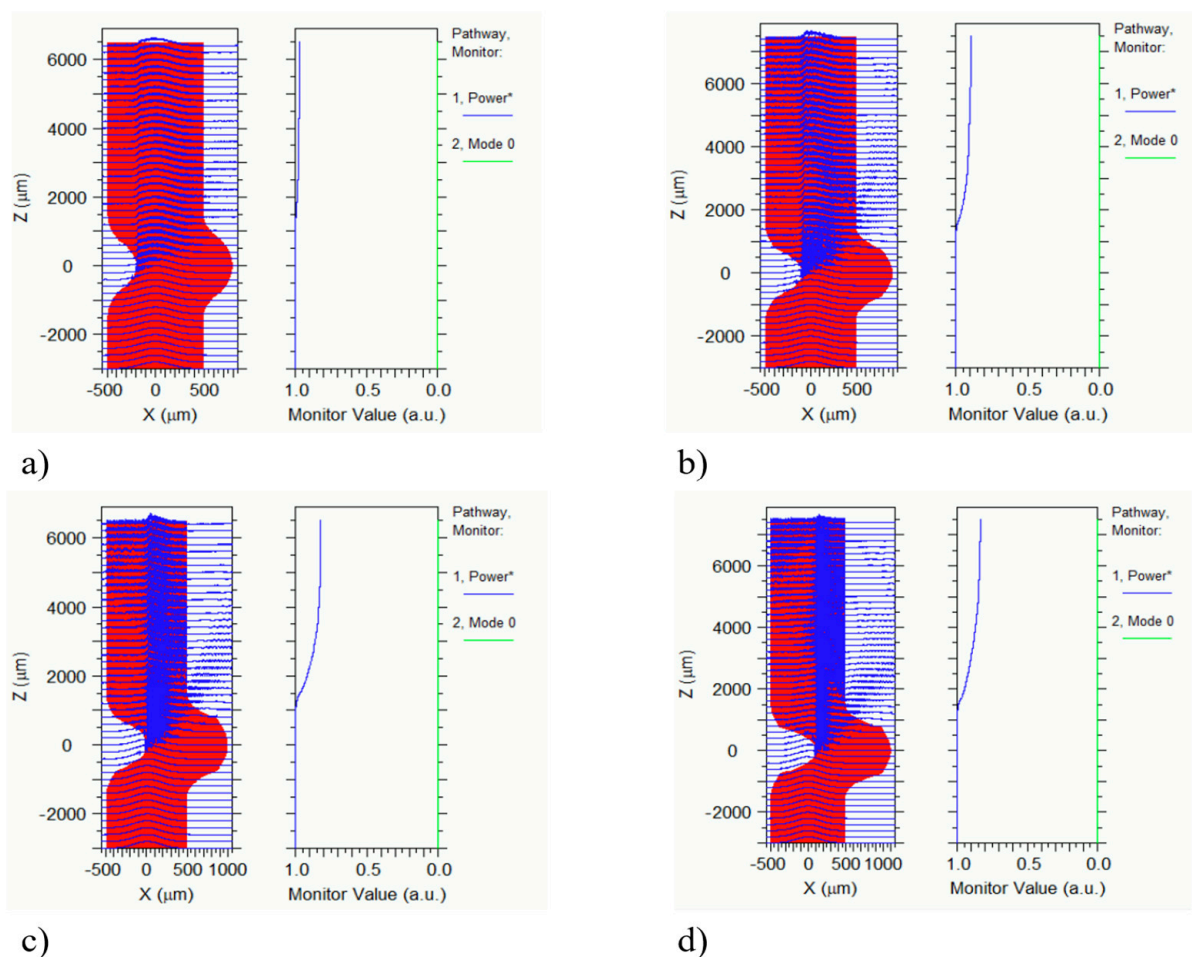 6000
4000
2000
0
-2000
Z (μm)
-500 0 500
X (μm)
1.0 0.5 0.0
Monitor Value (a.u.)
Pathway,
Monitor:
1, Power*
2, Mode 0
a)
6000
4000
2000
0
-2000
Z (μm)
-500 0 500
X (μm)
1.0 0.5 0.0
Monitor Value (a.u.)
Pathway,
Monitor:
1, Power*
2, Mode 0
b)
6000
4000
2000
0
-2000
Z (μm)
-500 0 500 1000
X (μm)
1.0 0.5 0.0
Monitor Value (a.u.)
Pathway,
Monitor:
1, Power*
2, Mode 0
c)
6000
4000
2000
0
-2000
Z (μm)
-500 0 500 1000
X (μm)
1.0 0.5 0.0
Monitor Value (a.u.)
Pathway,
Monitor:
1, Power*
2, Mode 0
d)